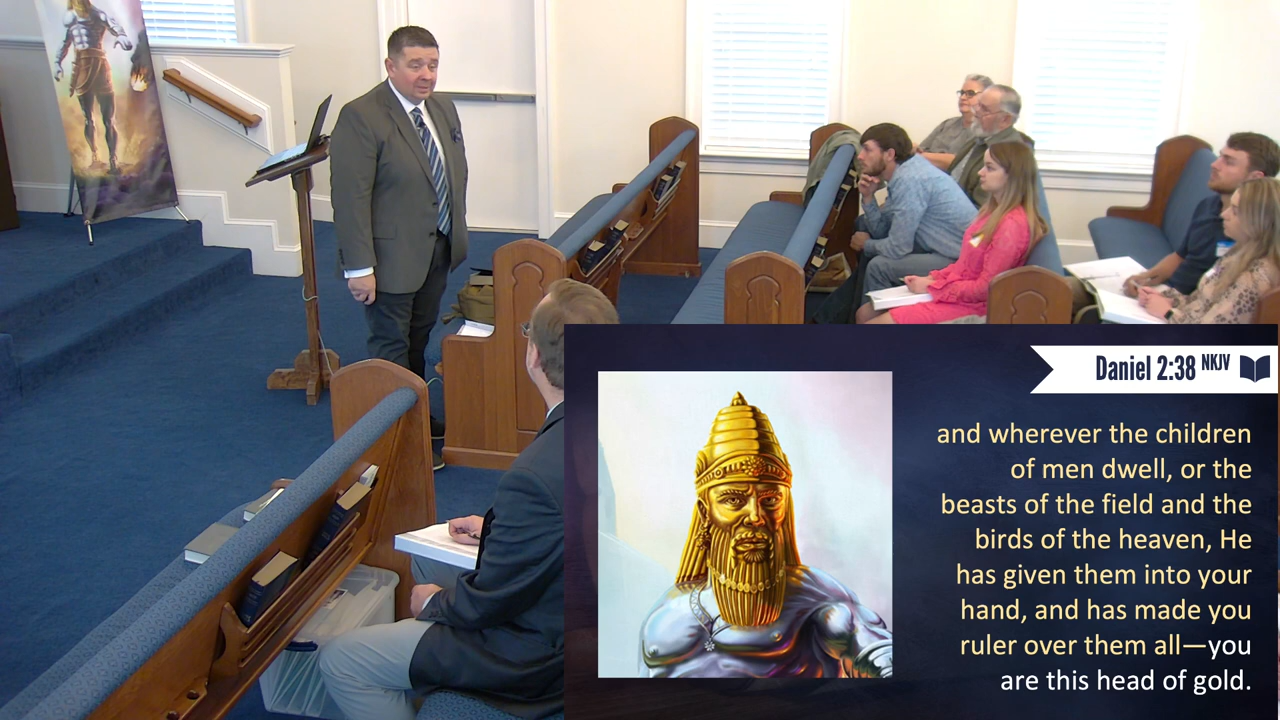 Daniel 2:38 NKJV
and wherever the children
of men dwell, or the
beasts of the field and the
birds of the heaven, He
has given them into your
hand, and has made you
ruler over them all—you
are this head of gold.